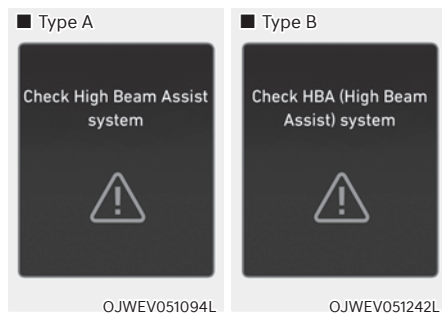 ■ Type A
Check High Beam Assist
system
OJWEV051094L
■ Type B
Check HBA (High Beam
Assist) system
OJWEV051242L